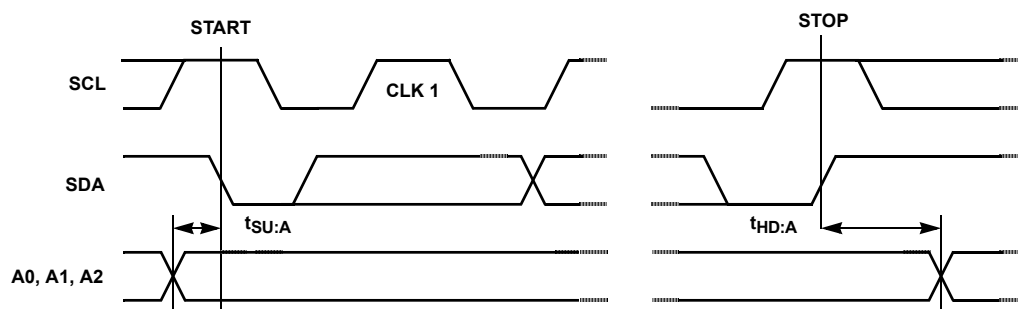 START
STOP
SCL
CLK 1
SDA
tSU:A
tHD:A
A0, A1, A2